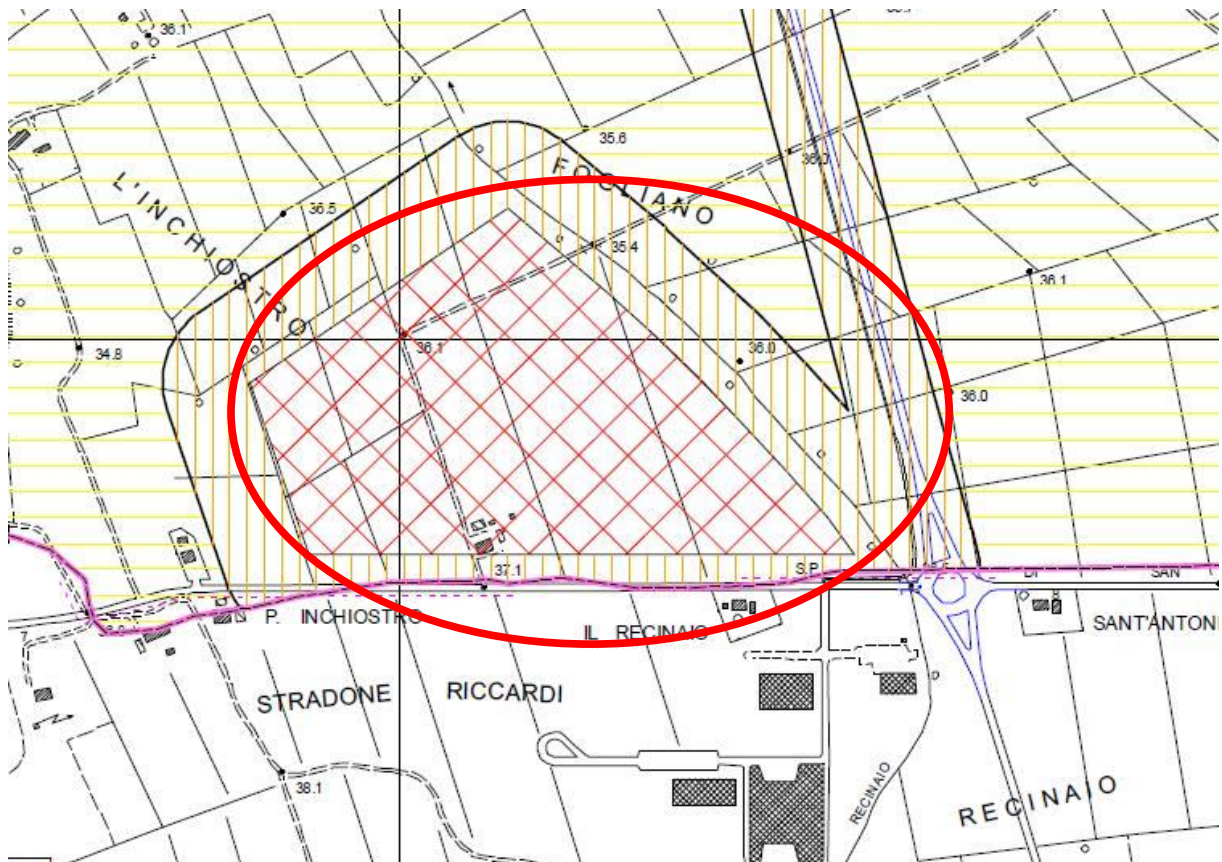 36.1
35.6
36.0
FOGLIANO
L'INCHIOSTRO
36.5
35.4
36.1
34.8
36.1
36.0
36.0
37.1
S.P.
DI
SAN
P. INCHIOSTRO
IL RECINAIO
SANT'ANTONI
STRADONE RICCARDI
38.1
RECINAIO
RECINAIO